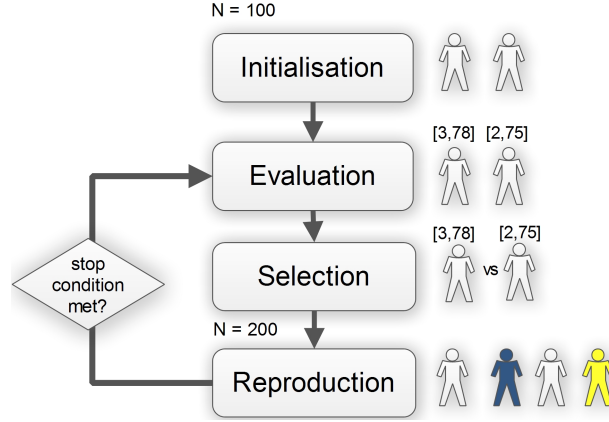 N = 100
Initialisation
[3,78] [2,75]
Evaluation
[3,78] [2,75]
Selection
vs
stop
condition
met?
N = 200
Reproduction